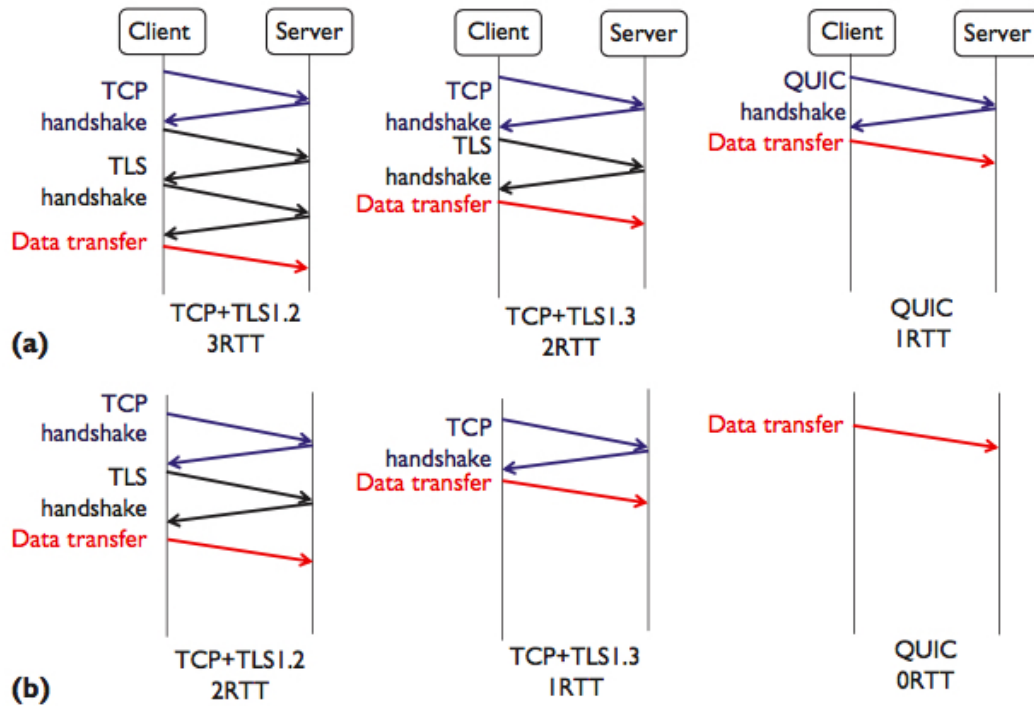 Client Server
Client Server
Client Server
TCP
handshake
TLS
handshake
Data transfer
TCP+TLS1.2
3RTT
TCP
handshake
TLS
handshake
Data transfer
TCP+TLS1.3
2RTT
QUIC
handshake
Data transfer
QUIC
1RTT
(a)
TCP
handshake
TLS
handshake
Data transfer
TCP+TLS1.2
2RTT
TCP
handshake
Data transfer
TCP+TLS1.3
1RTT
Data transfer
QUIC
0RTT
(b)